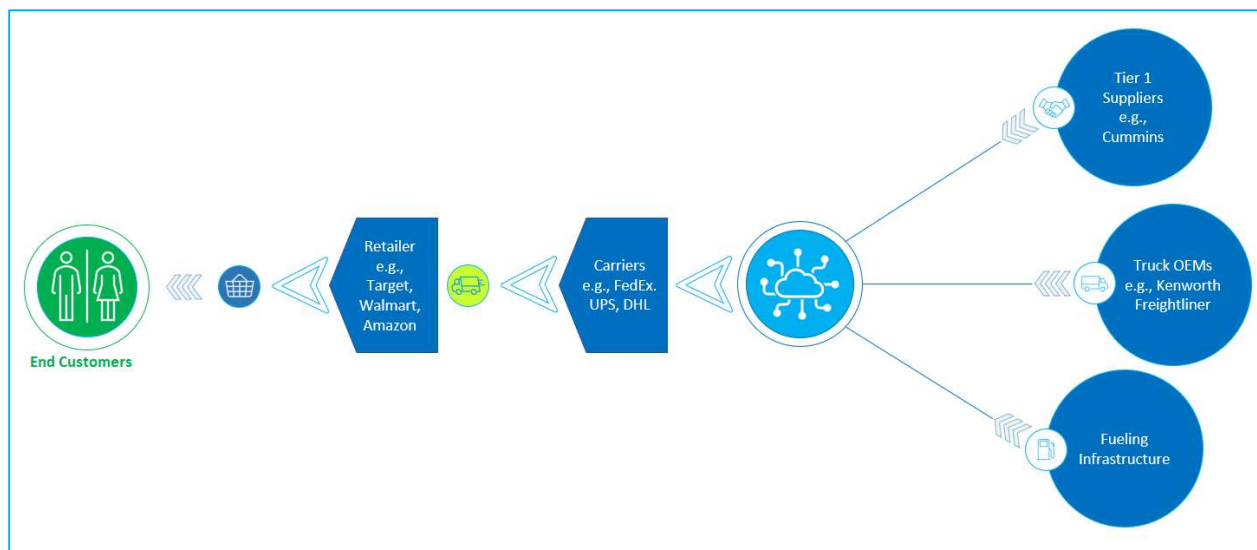 Tier 1
Suppliers
e.g.,
Cummins
Retailer
e.g.,
Target,
Walmart,
Amazon
Carriers
e.g., FedEx.
UPS, DHL
Truck OEMs
e.g., Kenworth
Freightliner
End Customers
Fueling
Infrastructure